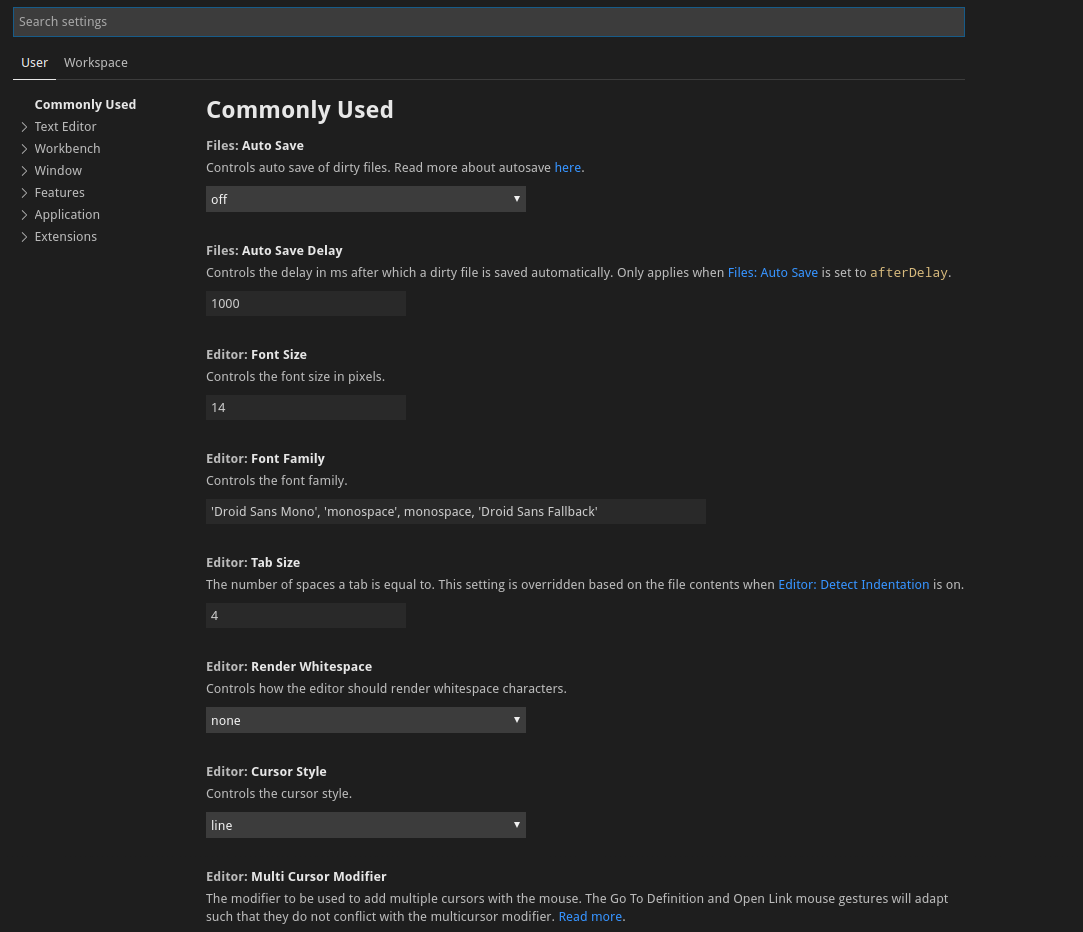 Search settings
User Workspace
Commonly Used
Text Editor
Workbench
Window
Features
Application
Extensions
Commonly Used
Files: Auto Save
Controls auto save of dirty files. Read more about autosave here.
off
Files: Auto Save Delay
Controls the delay in ms after which a dirty file is saved automatically. Only applies when Files: Auto Save is set to afterDelay.
1000
Editor: Font Size
Controls the font size in pixels.
14
Editor: Font Family
Controls the font family.
'Droid Sans Mono', 'monospace', monospace, 'Droid Sans Fallback'
Editor: Tab Size
The number of spaces a tab is equal to. This setting is overridden based on the file contents when Editor: Detect Indentation is on.
4
Editor: Render Whitespace
Controls how the editor should render whitespace characters.
none
Editor: Cursor Style
Controls the cursor style.
line
Editor: Multi Cursor Modifier
The modifier to be used to add multiple cursors with the mouse. The Go To Definition and Open Link mouse gestures will adapt
such that they do not conflict with the multicursor modifier. Read more.